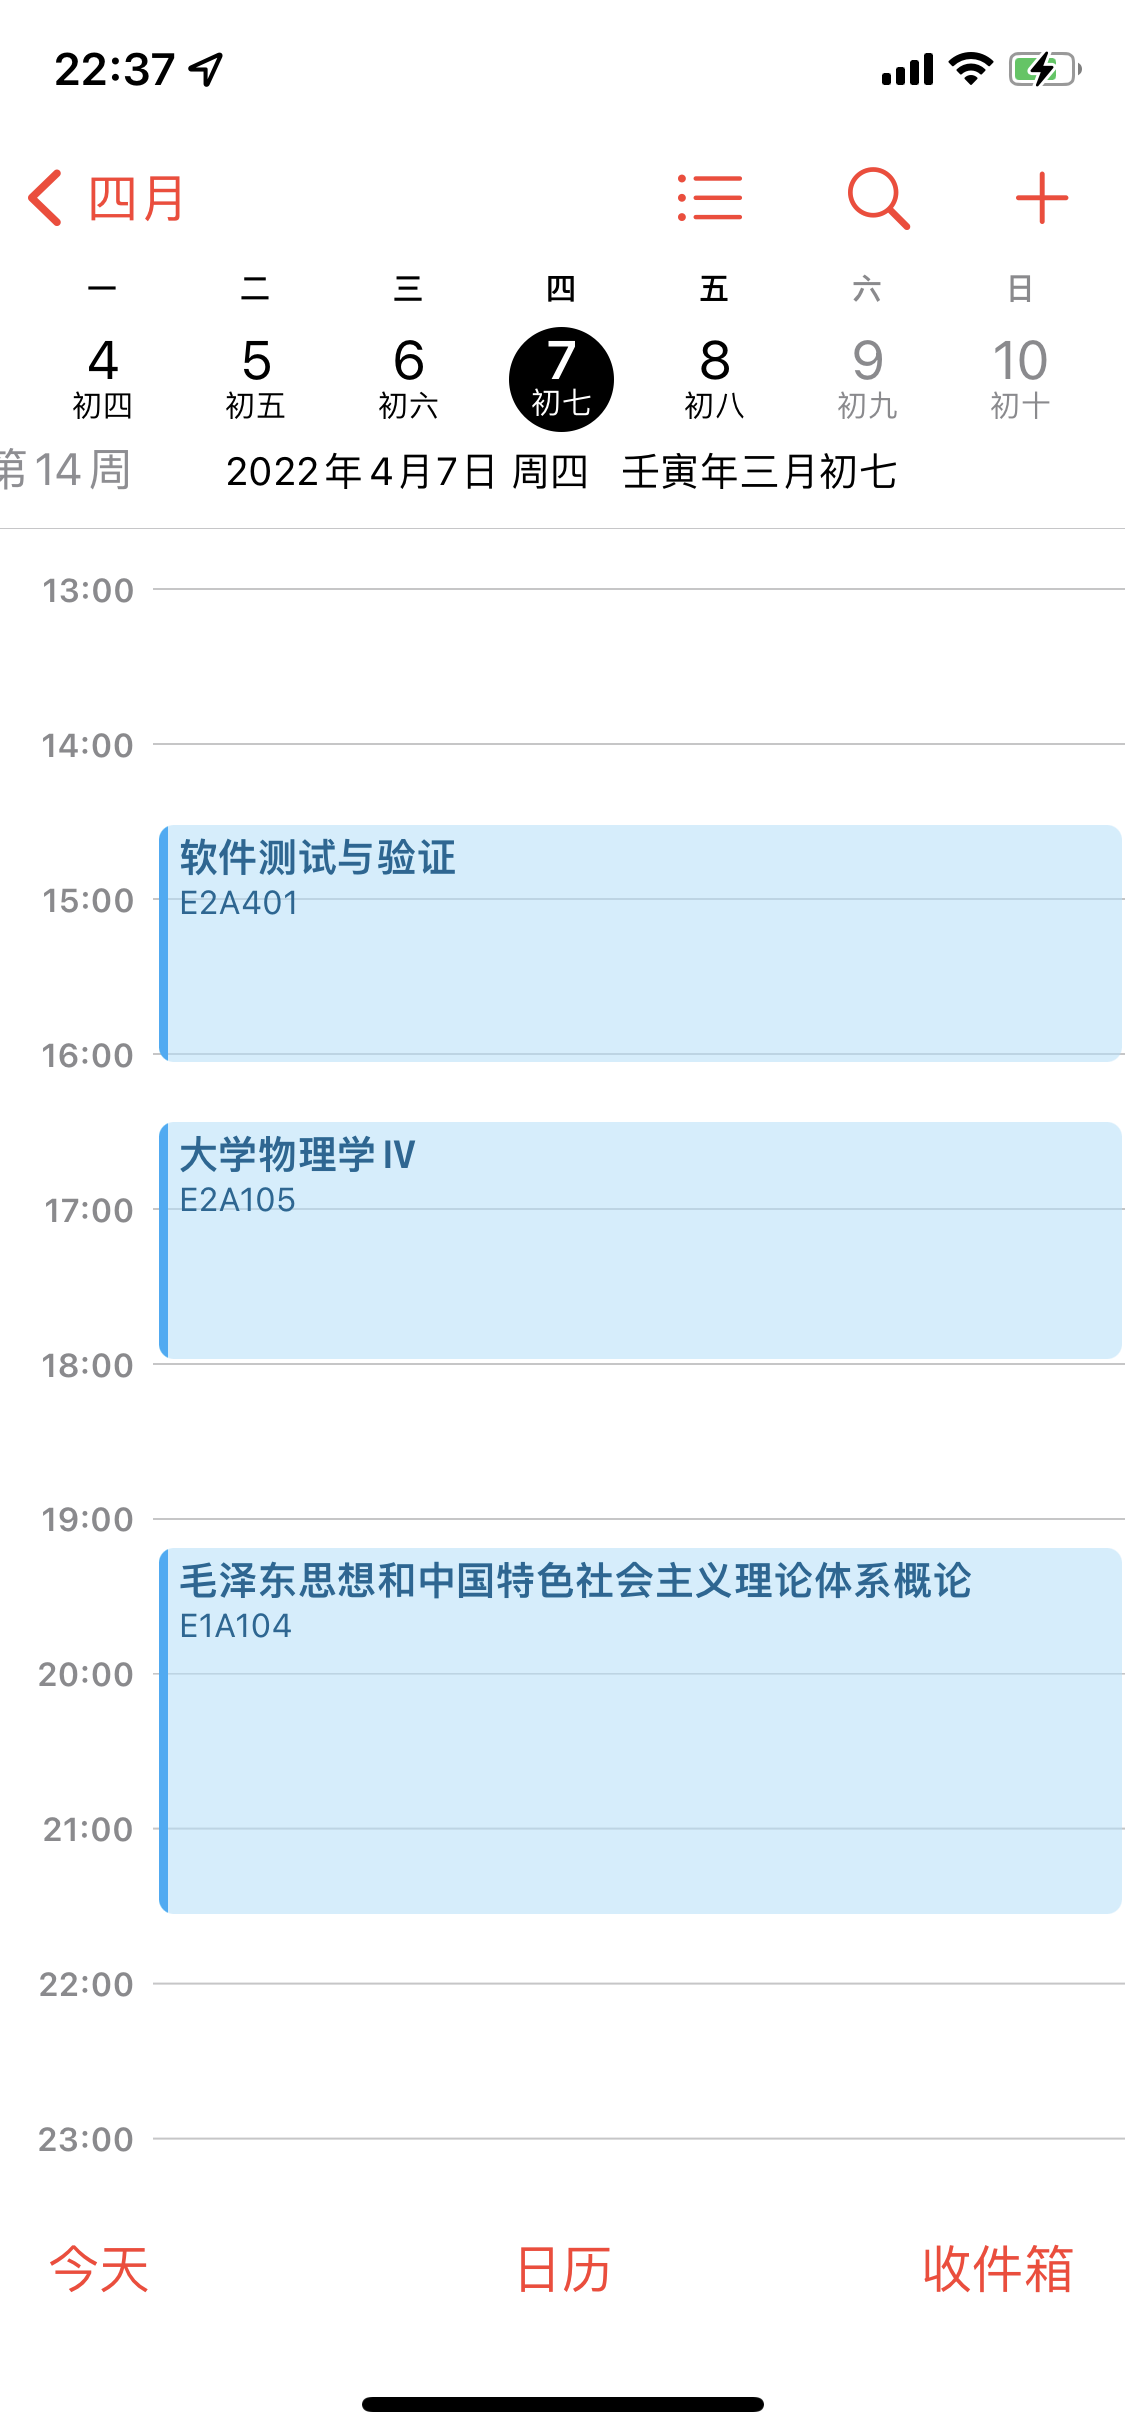 22:37
四月
一 二 三 四 五 六 日
4 5 6 7 8 9 10
初四 初五 初六 初七 初八 初九 初十
第14周 2022年4月7日 周四 壬寅年三月初七
13:00
14:00
软件测试与验证
15:00 E2A401
16:00
大学物理学 IV
17:00 E2A105
18:00
19:00
毛泽东思想和中国特色社会主义理论体系概论
E1A104
20:00
21:00
22:00
23:00
今天 日历 收件箱